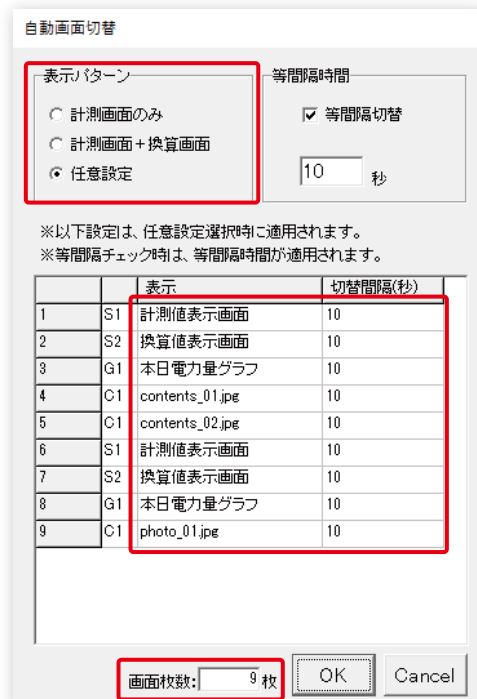 自動画面切替
表示パターン
計測画面のみ
計測画面+換算画面
任意設定
等間隔時間
等間隔切替
10 秒
※以下設定は、任意設定選択時に適用されます。
※等間隔チェック時は、等間隔時間が適用されます。
表示 切替間隔(秒)
1 S1 計測値表示画面 10
2 S2 換算値表示画面 10
3 G1 本日電力量グラフ 10
4 C1 contents_01.jpg 10
5 C1 contents_02.jpg 10
6 S1 計測値表示画面 10
7 S2 換算値表示画面 10
8 G1 本日電力量グラフ 10
9 C1 photo_01.jpg 10
画面枚数: 9 枚 OK Cancel